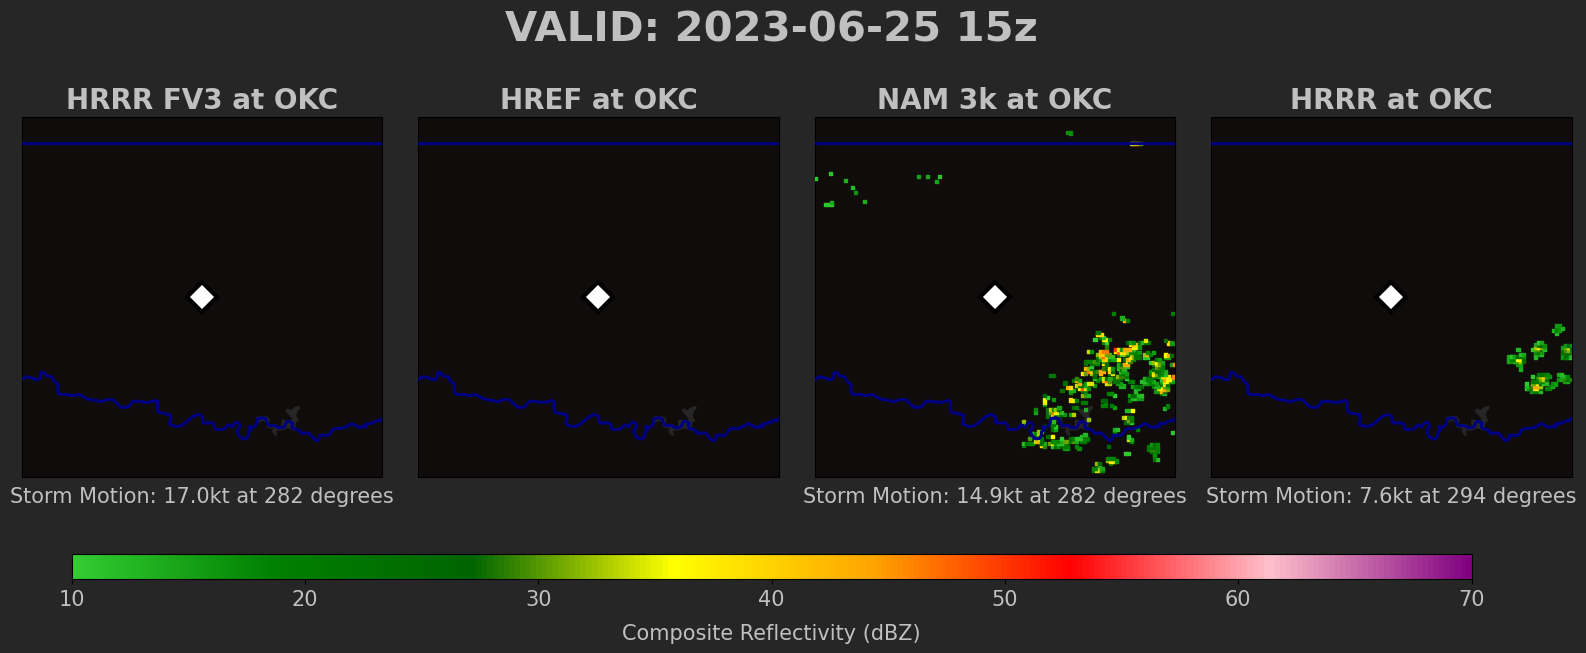 VALID: 2023-06-25 15z
HRRR FV3 at OKC
HREF at OKC
NAM 3k at OKC
HRRR at OKC
Storm Motion: 17.0kt at 282 degrees
Storm Motion: 14.9kt at 282 degrees
Storm Motion: 7.6kt at 294 degrees
10 20 30 40 50 60 70
Composite Reflectivity (dBZ)